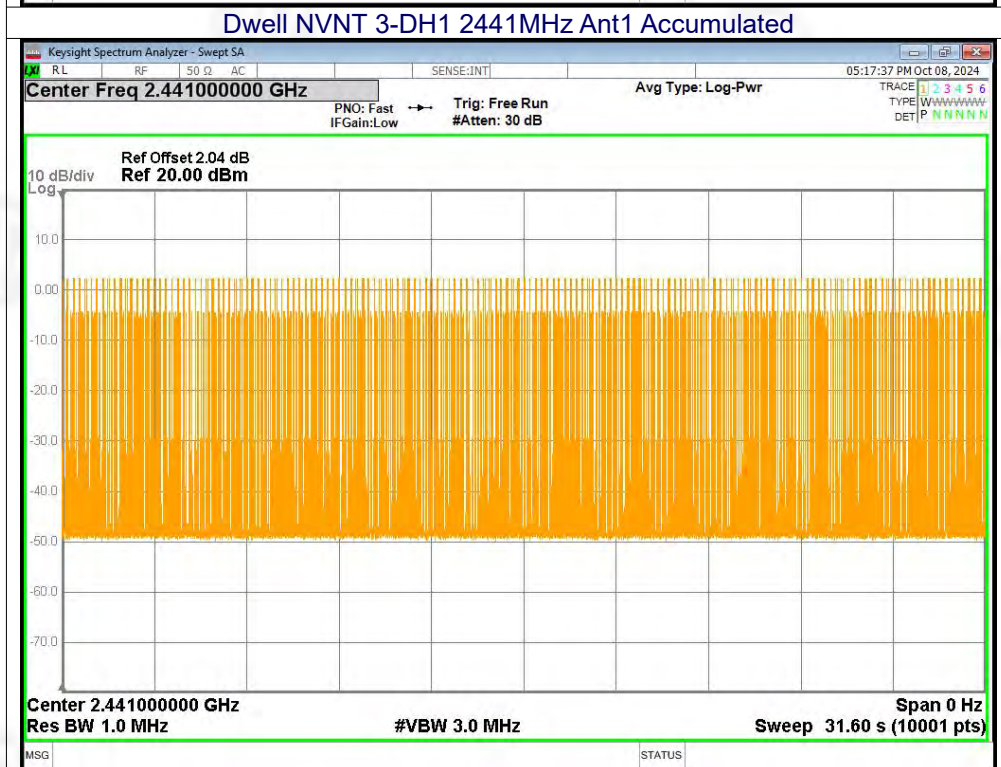 Dwell NVNT 3-DH1 2441MHz Ant1 Accumulated
Keysight Spectrum Analyzer - Swept SA
LXI RL RF 50 Ω AC SENSE:INT 05:17:37 PM Oct 08, 2024
Center Freq 2.441000000 GHz Avg Type: Log-Pwr TRACE 1 2 3 4 5 6
PNO: Fast Trig: Free Run TYPE WWWWWWW
IFGain:Low #Atten: 30 dB DET P N N N N N
Ref Offset 2.04 dB
10 dB/div Ref 20.00 dBm
Log
10.0
0.00
-10.0
-20.0
-30.0
-40.0
-50.0
-60.0
-70.0
Center 2.441000000 GHz Span 0 Hz
Res BW 1.0 MHz #VBW 3.0 MHz Sweep 31.60 s (10001 pts)
MSG STATUS